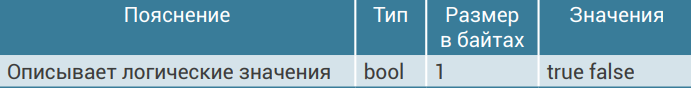 Пояснение Тип Размер в байтах Значения
Описывает логические значения bool 1 true false